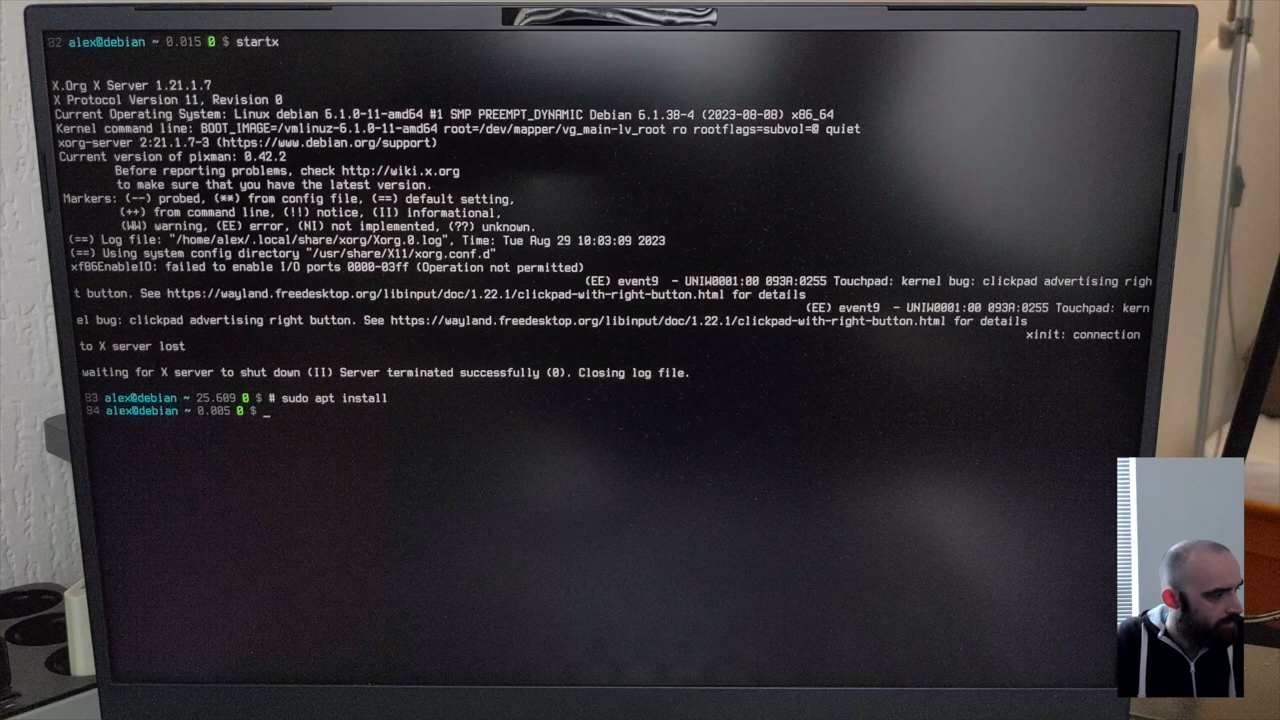 82 alex@debian ~ 0.015 0 $ startx
X.Org X Server 1.21.1.7
X Protocol Version 11, Revision 0
Current Operating System: Linux debian 6.1.0-11-amd64 #1 SMP PREEMPT_DYNAMIC Debian 6.1.38-4 (2023-08-08) x86_64
Kernel command line: BOOT_IMAGE=/vmlinuz-6.1.0-11-amd64 root=/dev/mapper/vg_main-lv_root ro rootflags=subvol=@ quiet
xorg-server 2:21.1.7-3 (https://www.debian.org/support)
Current version of pixman: 0.42.2
Before reporting problems, check http://wiki.x.org
to make sure that you have the latest version.
Markers: (--) probed, (**) from config file, (==) default setting,
(++) from command line, (!!) notice, (II) informational,
(WW) warning, (EE) error, (NI) not implemented, (??) unknown.
(==) Log file: "/home/alex/.local/share/xorg/Xorg.0.log", Time: Tue Aug 29 10:03:09 2023
(==) Using system config directory "/usr/share/X11/xorg.conf.d"
xf86EnableIO: failed to enable I/O ports 0000-03ff (Operation not permitted)
(EE) event9  - UNIW0001:00 093A:0255 Touchpad: kernel bug: clickpad advertising righ
t button. See https://wayland.freedesktop.org/libinput/doc/1.22.1/clickpad-with-right-button.html for details
(EE) event9  - UNIW0001:00 093A:0255 Touchpad: kern
el bug: clickpad advertising right button. See https://wayland.freedesktop.org/libinput/doc/1.22.1/clickpad-with-right-button.html for details
xinit: connection
to X server lost
waiting for X server to shut down (II) Server terminated successfully (0). Closing log file.
83 alex@debian ~ 25.609 0 $ # sudo apt install
84 alex@debian ~ 0.005 0 $ _